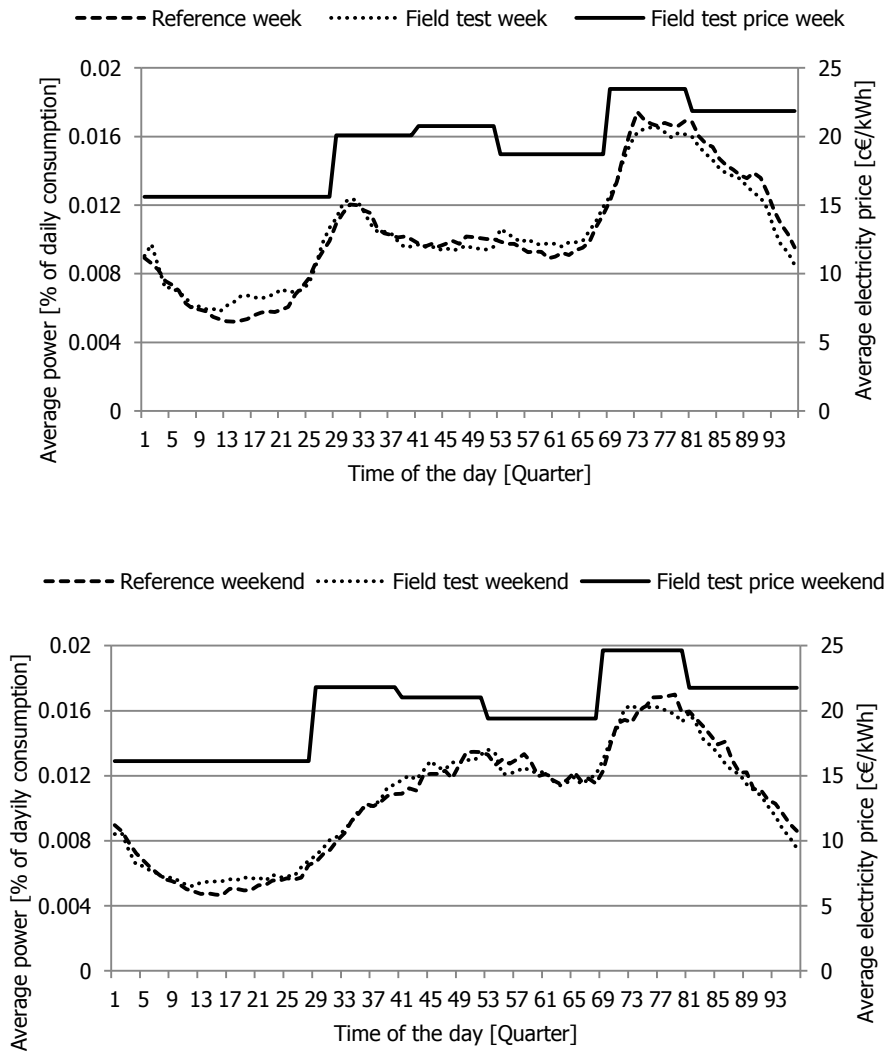 Reference week Field test week Field test price week
Average power [% of daily consumption]
0.02
0.016
0.012
0.008
0.004
0
25
20
15
10
5
0
Average electricity price [c€/kWh]
1 5 9 13 17 21 25 29 33 37 41 45 49 53 57 61 65 69 73 77 81 85 89 93
Time of the day [Quarter]
Reference weekend Field test weekend Field test price weekend
Average power [% of dayily consumption]
0.02
0.016
0.012
0.008
0.004
0
25
20
15
10
5
0
Average electricity price [c€/kWh]
1 5 9 13 17 21 25 29 33 37 41 45 49 53 57 61 65 69 73 77 81 85 89 93
Time of the day [Quarter]